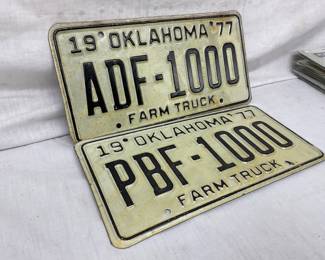 19 OKLAHOMA '77
ADF-1000
• FARM TRUCK •
19 OKLAHOMA '77
PBF-1000
FARM TRUCK